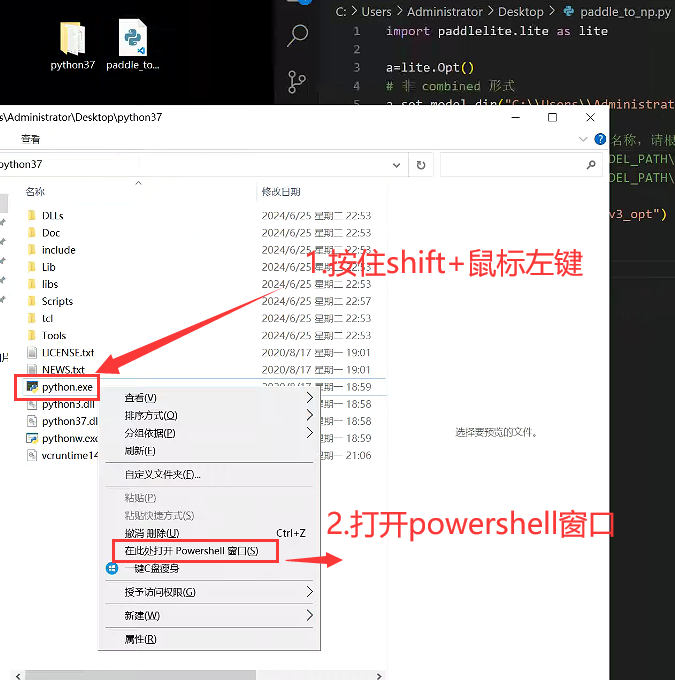 python37
paddle_to...
C: > Users > Administrator > Desktop > paddle_to_np.py
1 import paddlelite.lite as lite
2
3 a=lite.Opt()
4 # 非 combined 形式
5 a.set_model_dir("C:\\Users\\Administrat
名称，请根
DEL_PATH\
DEL_PATH\
v3_opt")
s\Administrator\Desktop\python37
查看
python37
名称 修改日期
DLLs 2024/6/25 星期二 22:53
Doc 2024/6/25 星期二 22:53
include 2024/6/25 星期二 22:53
Lib 2024/6/25 星期二 22:53
libs 2024/6/25 星期二 22:53
Scripts 2024/6/25 星期二 22:57
tcl 2024/6/25 星期二 22:53
Tools 2024/6/25 星期二 22:53
LICENSE.txt 2020/8/17 星期一 19:01
NEWS.txt 2020/8/17 星期一 19:01
python.exe 2020/8/17 星期一 18:59
python3.dll 星期一 18:58
python37.dl 星期一 18:58
pythonw.exe 星期一 18:59
vcruntime14 星期一 21:06
1.按住shift+鼠标左键
选择要预览的文件。
查看(V)
排序方式(O)
分组依据(P)
刷新(E)
自定义文件夹(F)...
粘贴(P)
粘贴快捷方式(S)
撤消 删除(U) Ctrl+Z
在此处打开 Powershell 窗口(S)
一键C盘瘦身
授予访问权限(G)
新建(W)
属性(R)
2.打开powershell窗口